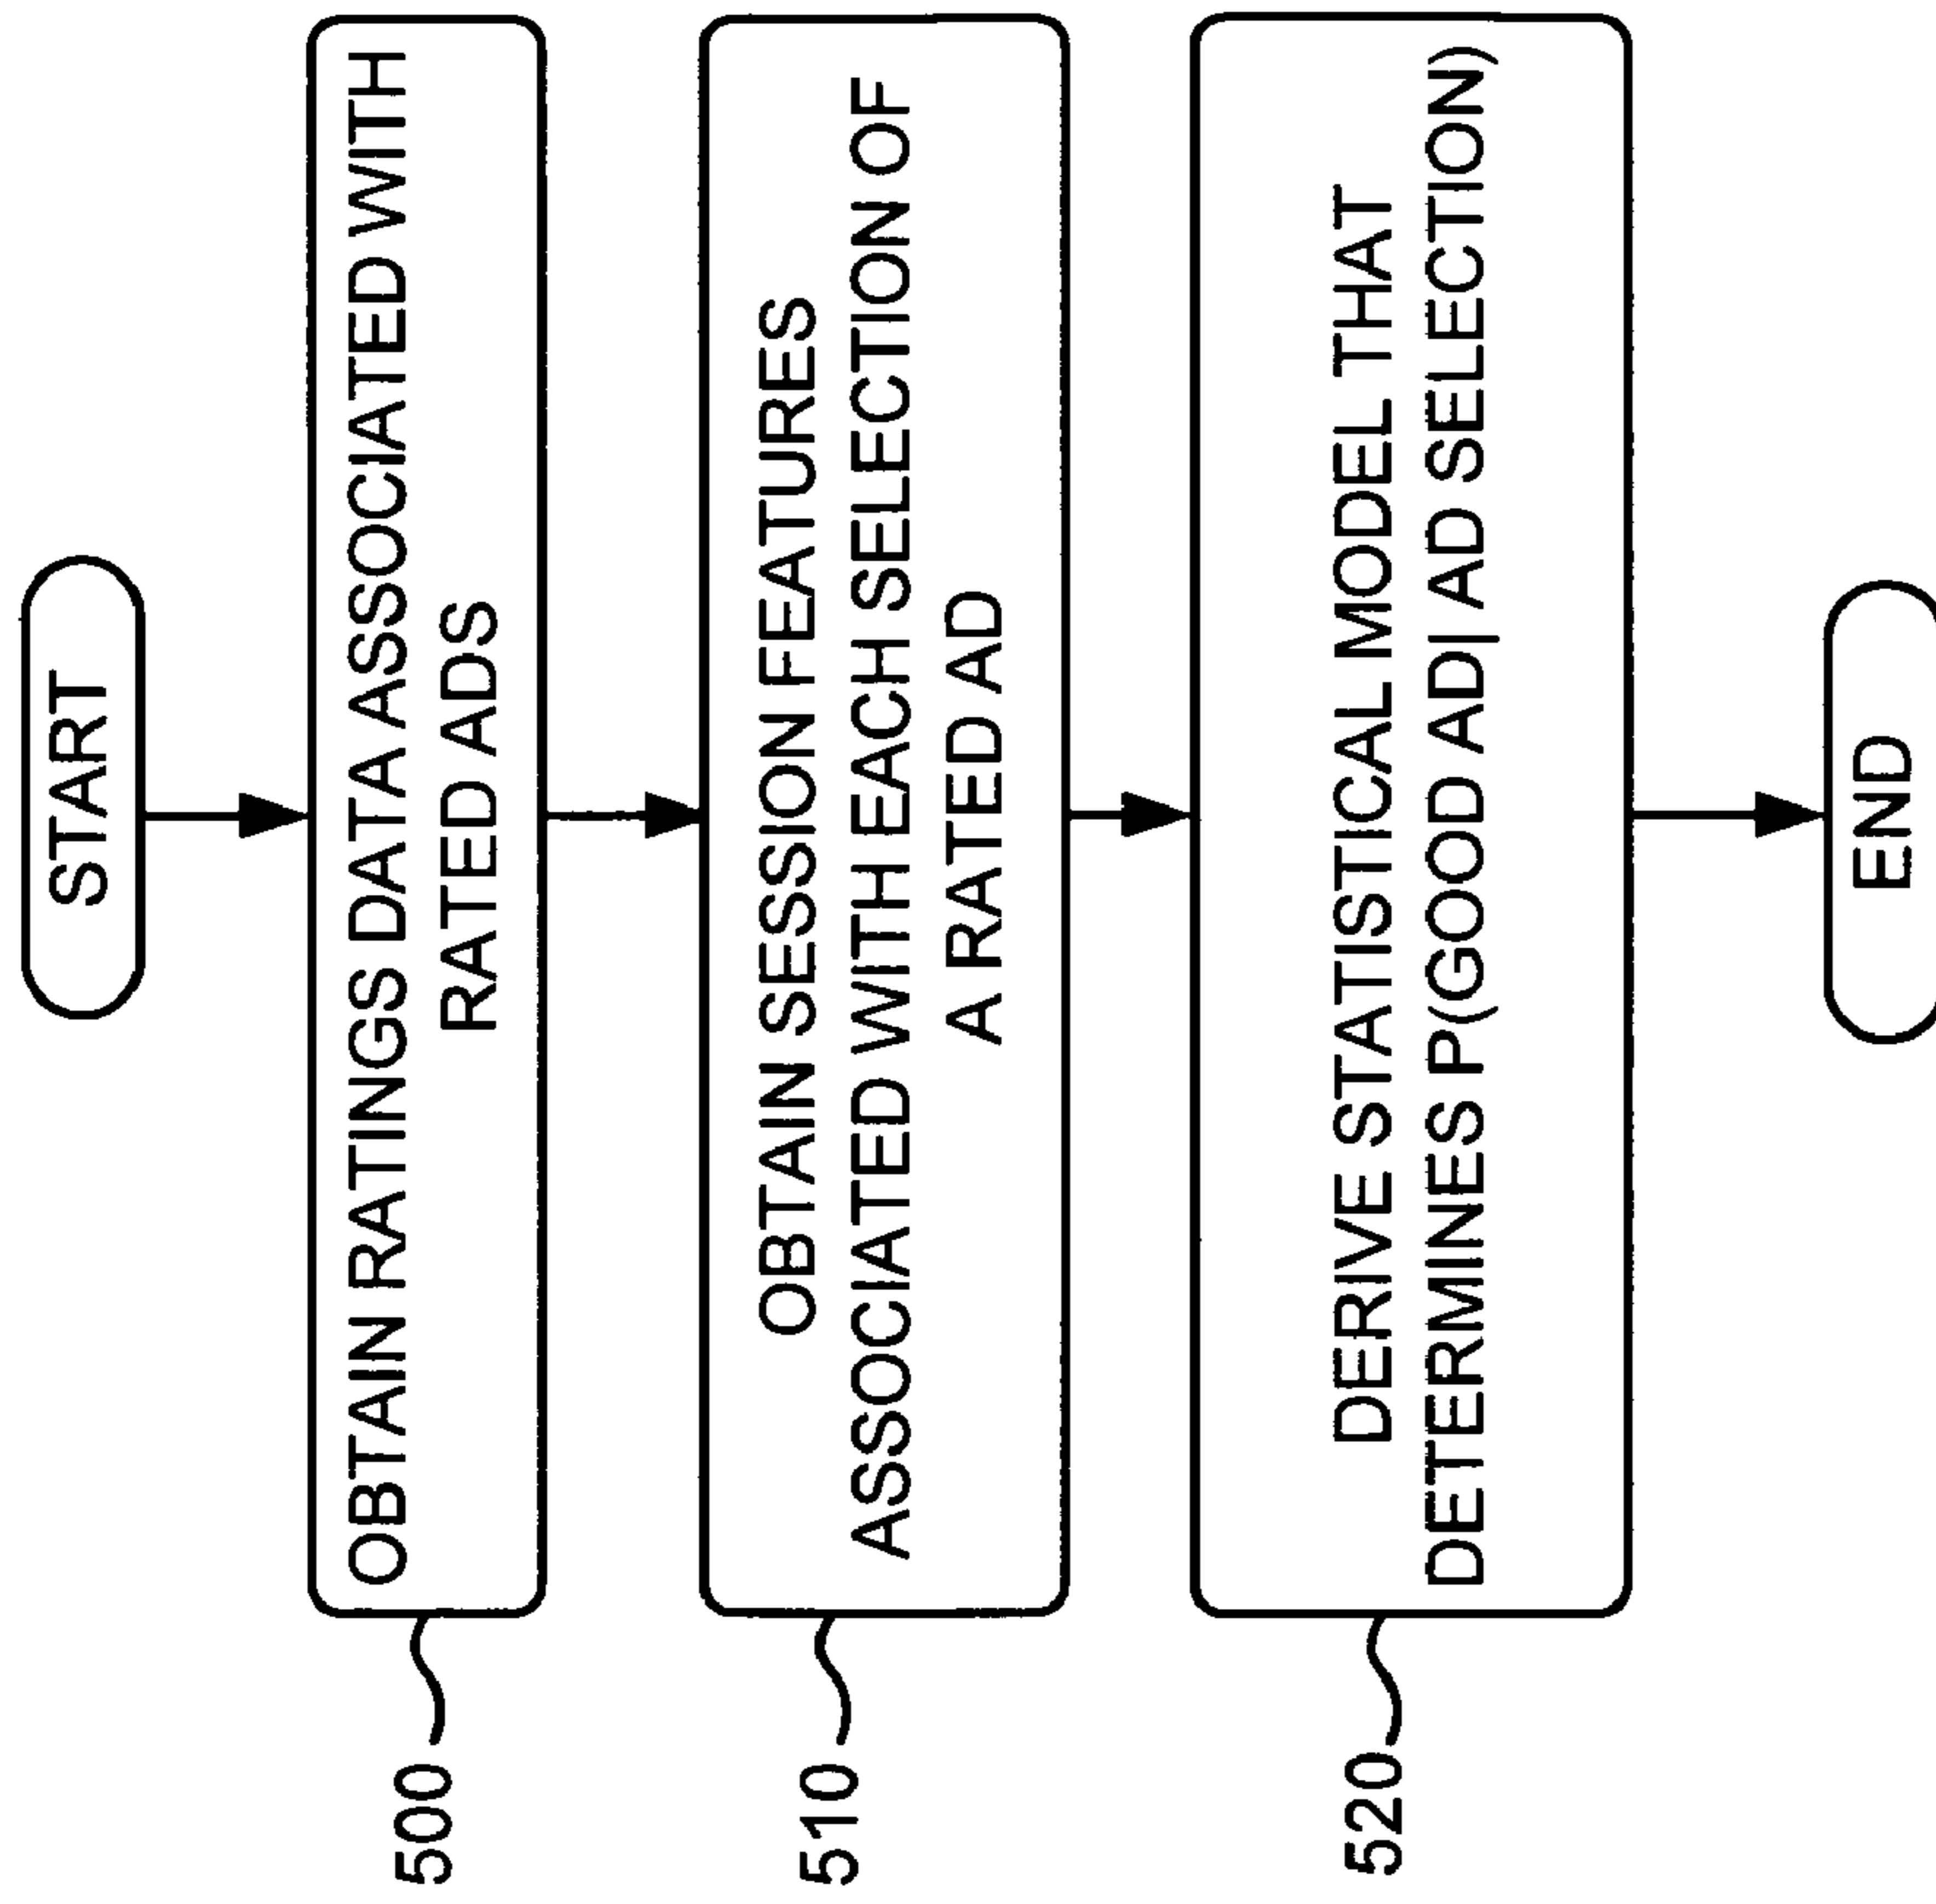 START
500
OBTAIN RATINGS DATA ASSOCIATED WITH
RATED ADS
510
OBTAIN SESSION FEATURES
ASSOCIATED WITH EACH SELECTION OF
A RATED AD
520
DERIVE STATISTICAL MODEL THAT
DETERMINES P(GOOD AD| AD SELECTION)
END